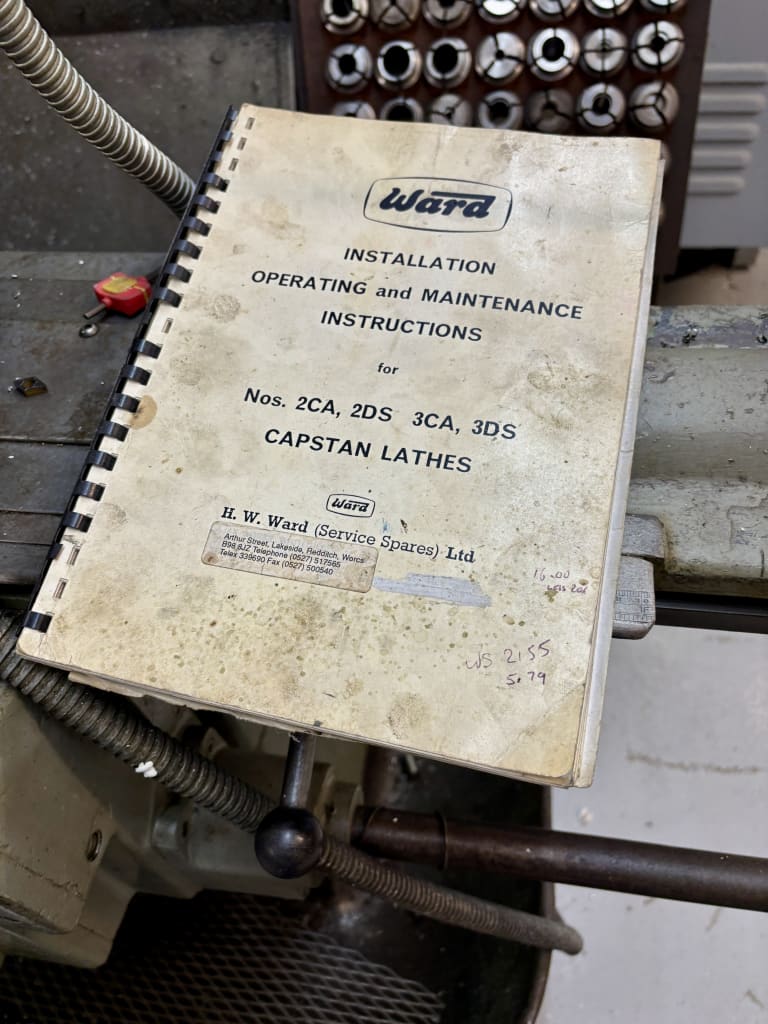 Ward
INSTALLATION
OPERATING and MAINTENANCE
INSTRUCTIONS
for
Nos. 2CA, 2DS 3CA, 3DS
CAPSTAN LATHES
Ward
H. W. Ward (Service Spares) Ltd
Arthur Street, Lakeside, Redditch, Worcs
B98 8JZ Telephone (0527) 517565
Telex 339690 Fax (0527) 500540
16.00
WS 2155
5.79